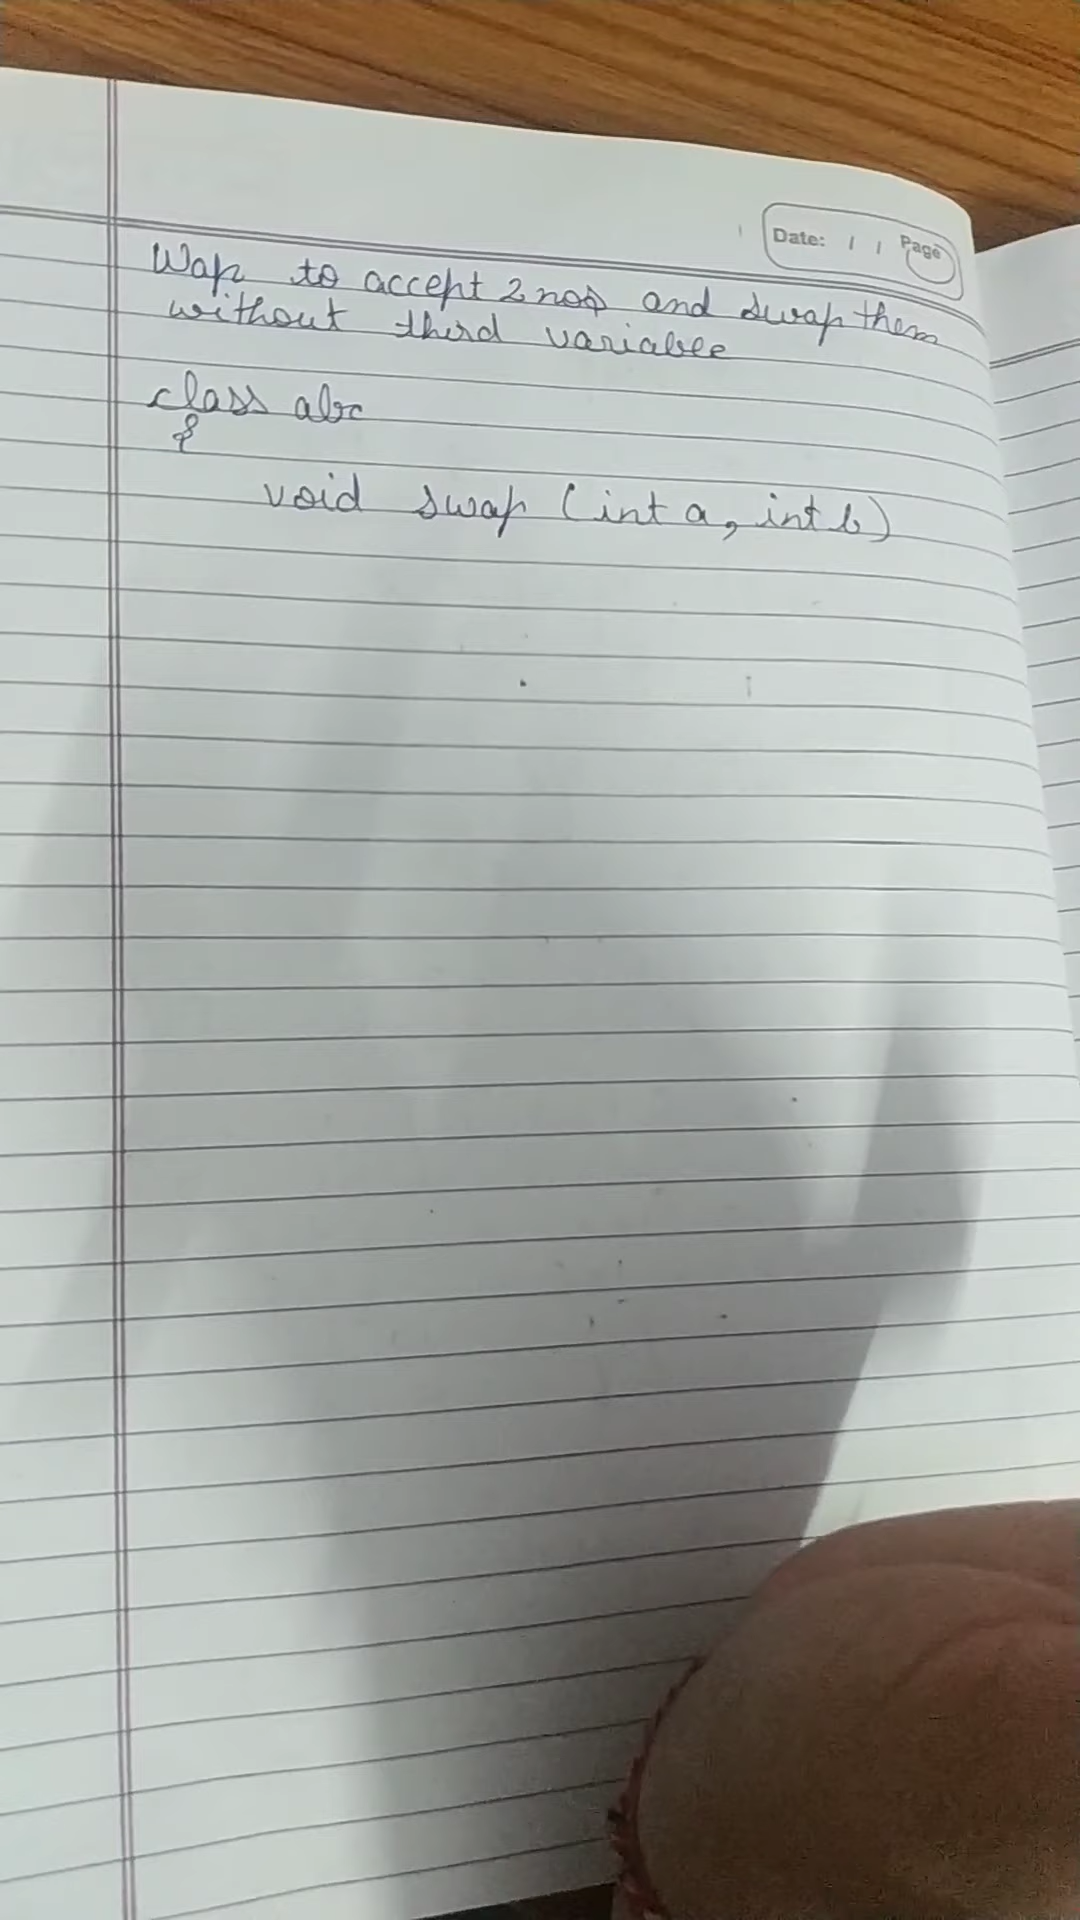 Date: / / Page
Wap to accept 2 nos and swap them
without third variable
class abc
{
void swap (int a, int b)